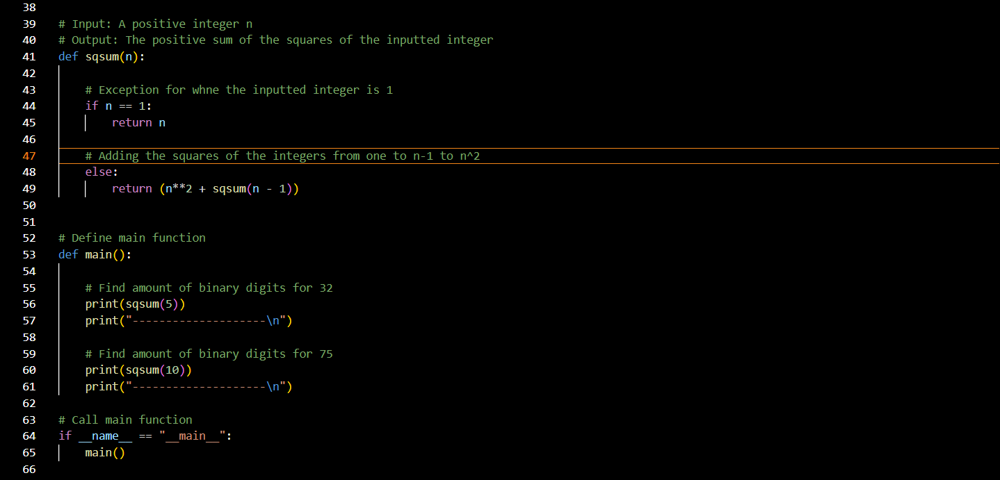 38
39 # Input: A positive integer n
40 # Output: The positive sum of the squares of the inputted integer
41 def sqsum(n):
42
43 # Exception for whne the inputted integer is 1
44 if n == 1:
45 return n
46
47 # Adding the squares of the integers from one to n-1 to n^2
48 else:
49 return (n**2 + sqsum(n - 1))
50
51
52 # Define main function
53 def main():
54
55 # Find amount of binary digits for 32
56 print(sqsum(5))
57 print("--------------------\n")
58
59 # Find amount of binary digits for 75
60 print(sqsum(10))
61 print("--------------------\n")
62
63 # Call main function
64 if __name__ == "__main__":
65 main()
66